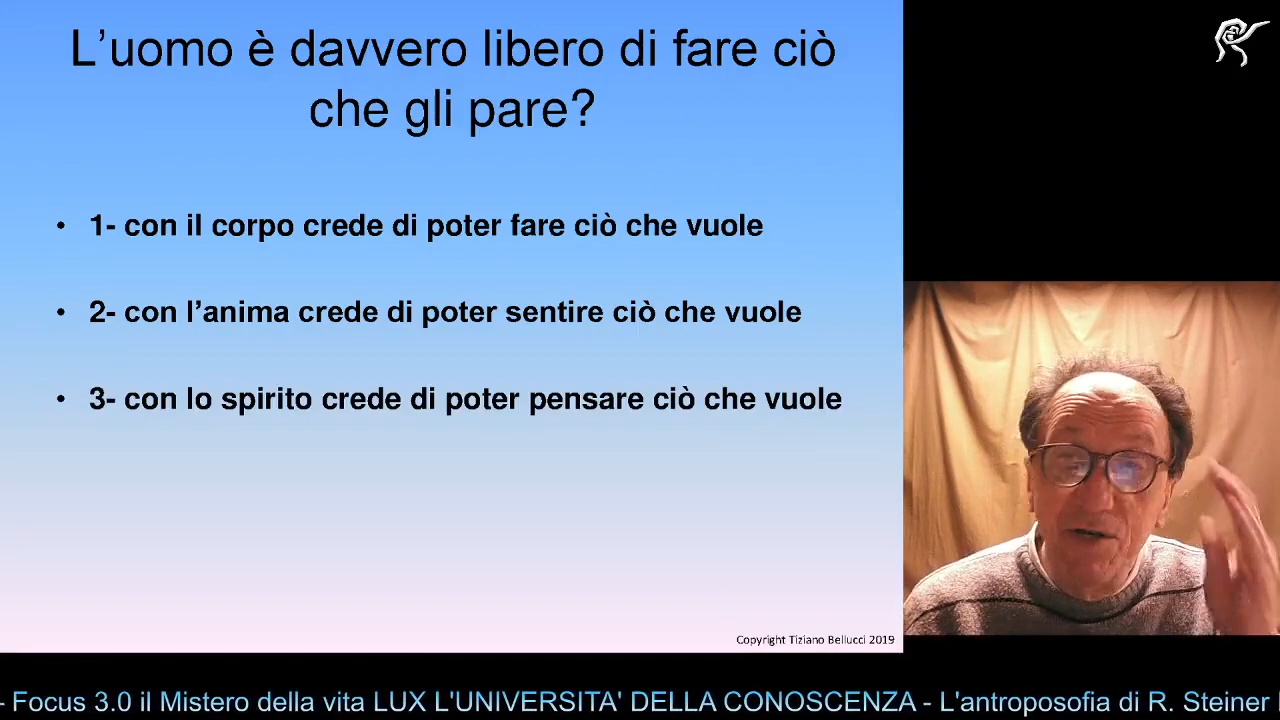 L’uomo è davvero libero di fare ciò
che gli pare?
• 1- con il corpo crede di poter fare ciò che vuole
• 2- con l’anima crede di poter sentire ciò che vuole
• 3- con lo spirito crede di poter pensare ciò che vuole
Copyright Tiziano Bellucci 2019
- Focus 3.0 il Mistero della vita LUX L'UNIVERSITA' DELLA CONOSCENZA - L'antroposofia di R. Steiner